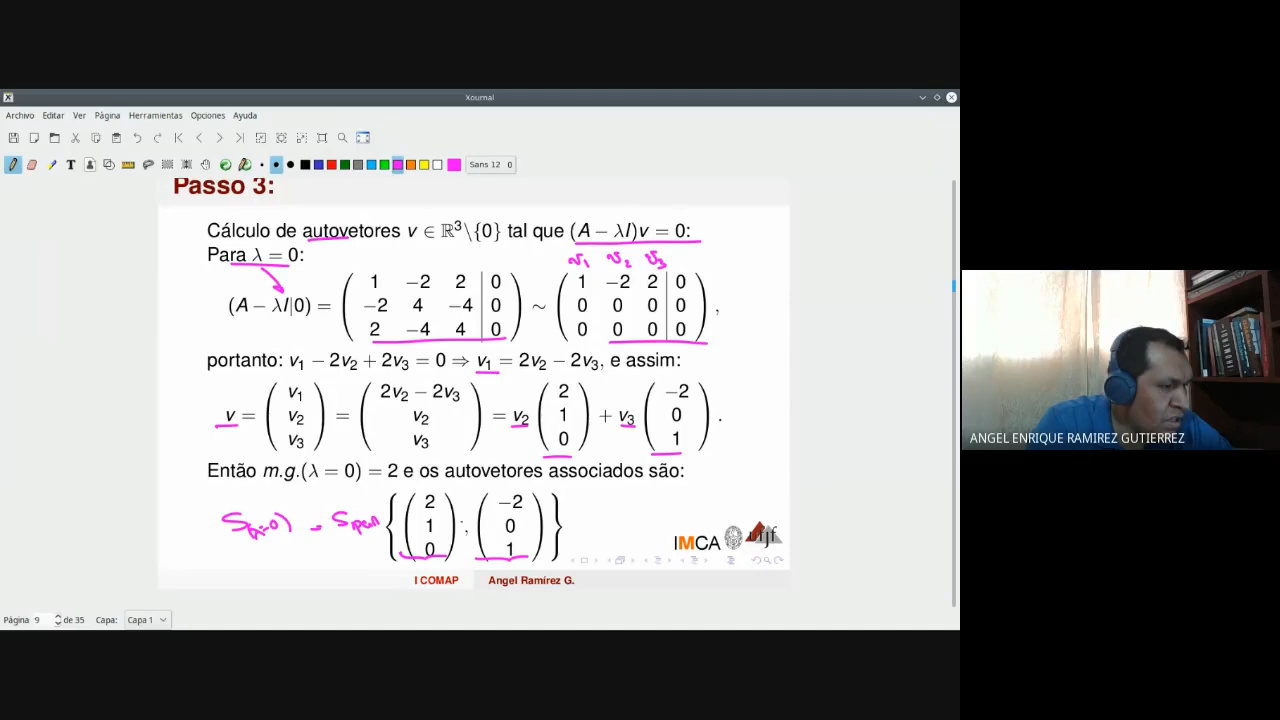 Xournal
Archivo Editar Ver Página Herramientas Opciones Ayuda
T Sans 12 0
Passo 3:
Cálculo de autovetores v ∈ ℝ³\{0} tal que (A − λI)v = 0:
Para λ = 0:
v₁ v₂ v₃
(A − λI|0) = ( 1 −2 2 | 0 ; −2 4 −4 | 0 ; 2 −4 4 | 0 ) ∼ ( 1 −2 2 | 0 ; 0 0 0 | 0 ; 0 0 0 | 0 ) ,
portanto: v₁ − 2v₂ + 2v₃ = 0 ⇒ v₁ = 2v₂ − 2v₃, e assim:
v = ( v₁ ; v₂ ; v₃ ) = ( 2v₂ − 2v₃ ; v₂ ; v₃ ) = v₂ ( 2 ; 1 ; 0 ) + v₃ ( −2 ; 0 ; 1 ) .
Então m.g.(λ = 0) = 2 e os autovetores associados são:
S(λ=0) = Span { ( 2 ; 1 ; 0 ) , ( −2 ; 0 ; 1 ) }
IMCA ufjf
I COMAP Angel Ramírez G.
Página 9 de 35 Capa: Capa 1
ANGEL ENRIQUE RAMIREZ GUTIERREZ